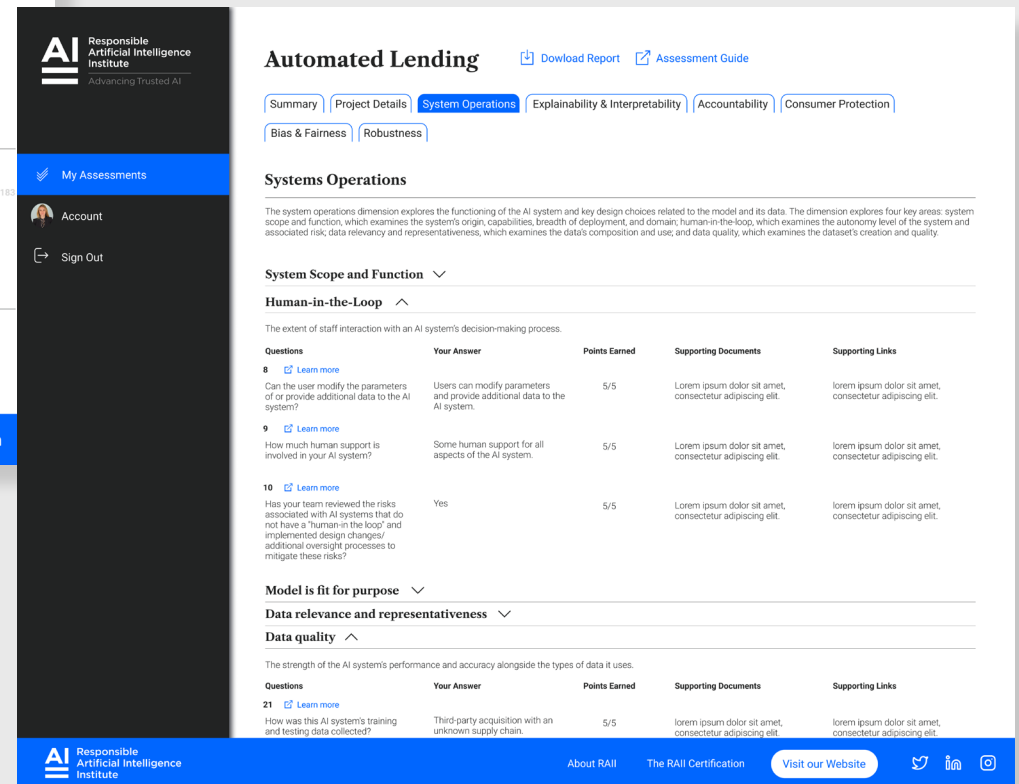 AI Responsible
Artificial Intelligence
Institute
Advancing Trusted AI
My Assessments
Account
Sign Out
183
Automated Lending
Dowload Report
Assessment Guide
Summary
Project Details
System Operations
Explainability & Interpretability
Accountability
Consumer Protection
Bias & Fairness
Robustness
Systems Operations
The system operations dimension explores the functioning of the AI system and key design choices related to the model and its data. The dimension explores four key areas: system
scope and function, which examines the system's origin, capabilities, breadth of deployment, and domain; human-in-the-loop, which examines the autonomy level of the system and
associated risk; data relevancy and representativeness, which examines the data's composition and use; and data quality, which examines the dataset's creation and quality.
System Scope and Function
Human-in-the-Loop
The extent of staff interaction with an AI system's decision-making process.
Questions Your Answer Points Earned Supporting Documents Supporting Links
8 Learn more
Can the user modify the parameters
of or provide additional data to the AI
system?
Users can modify parameters
and provide additional data to the
AI system.
5/5
Lorem ipsum dolor sit amet,
consectetur adipiscing elit.
lorem ipsum dolor sit amet,
consectetur adipiscing elit.
9 Learn more
How much human support is
involved in your AI system?
Some human support for all
aspects of the AI system.
5/5
Lorem ipsum dolor sit amet,
consectetur adipiscing elit.
lorem ipsum dolor sit amet,
consectetur adipiscing elit.
10 Learn more
Has your team reviewed the risks
associated with AI systems that do
not have a "human-in the loop" and
implemented design changes/
additional oversight processes to
mitigate these risks?
Yes
5/5
Lorem ipsum dolor sit amet,
consectetur adipiscing elit.
lorem ipsum dolor sit amet,
consectetur adipiscing elit.
Model is fit for purpose
Data relevance and representativeness
Data quality
The strength of the AI system's performance and accuracy alongside the types of data it uses.
Questions Your Answer Points Earned Supporting Documents Supporting Links
21 Learn more
How was this AI system's training
and testing data collected?
Third-party acquisition with an
unknown supply chain.
5/5
lorem ipsum dolor sit amet,
consectetur adipiscing elit.
lorem ipsum dolor sit amet,
consectetur adipiscing elit.
AI Responsible
Artificial Intelligence
Institute
About RAII
The RAII Certification
Visit our Website